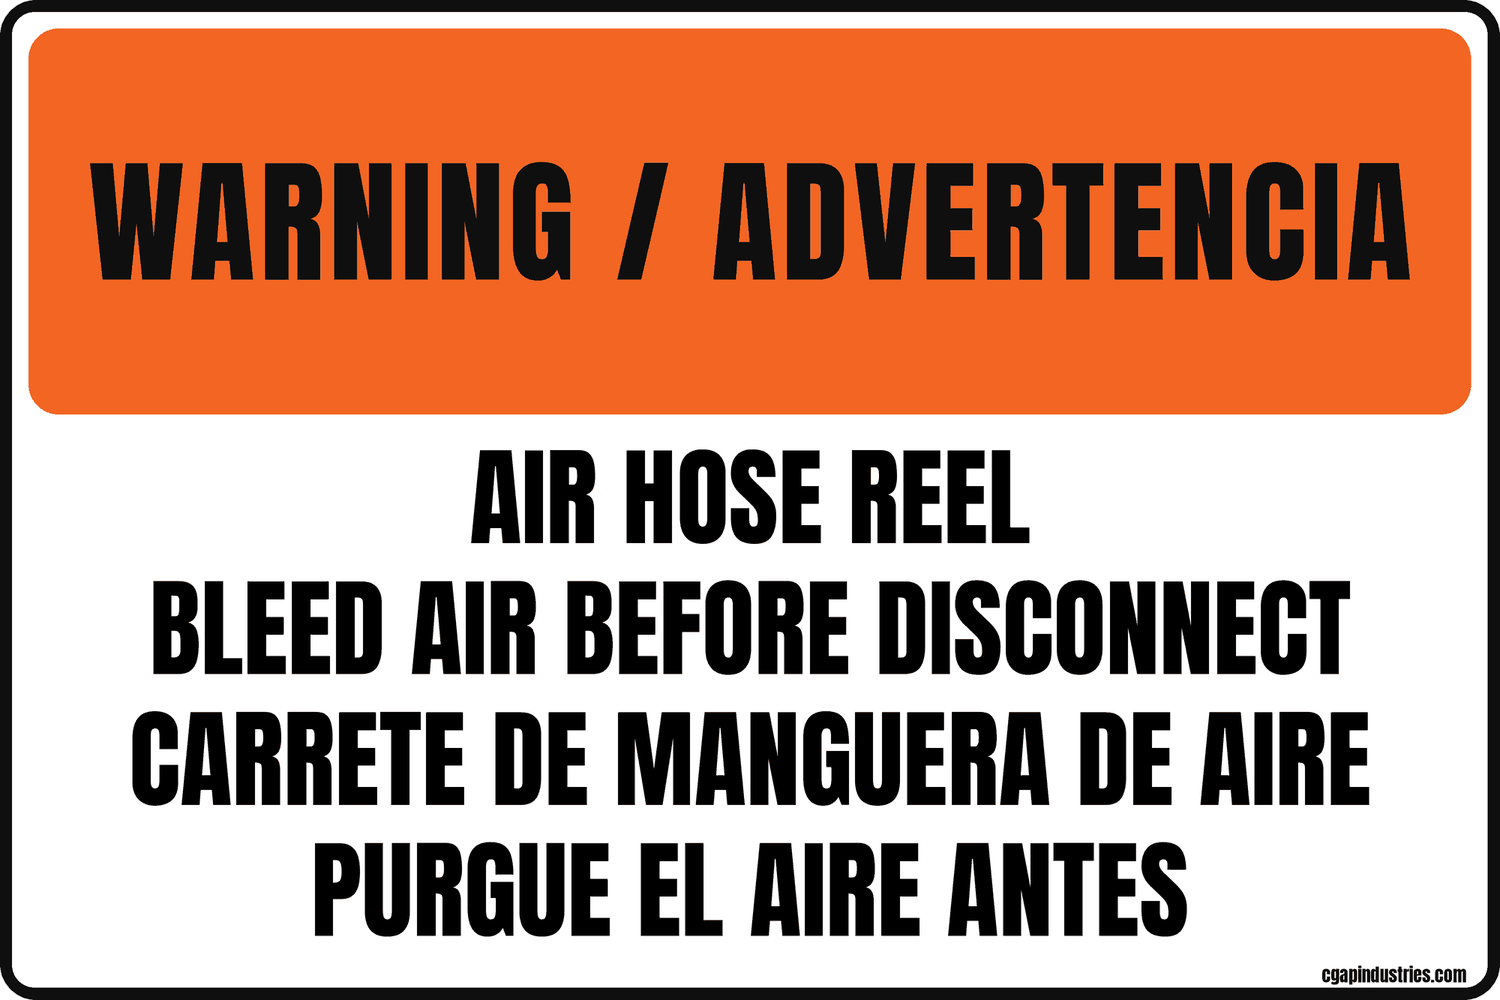 WARNING / ADVERTENCIA
AIR HOSE REEL
BLEED AIR BEFORE DISCONNECT
CARRETE DE MANGUERA DE AIRE
PURGUE EL AIRE ANTES
cgapindustries.com